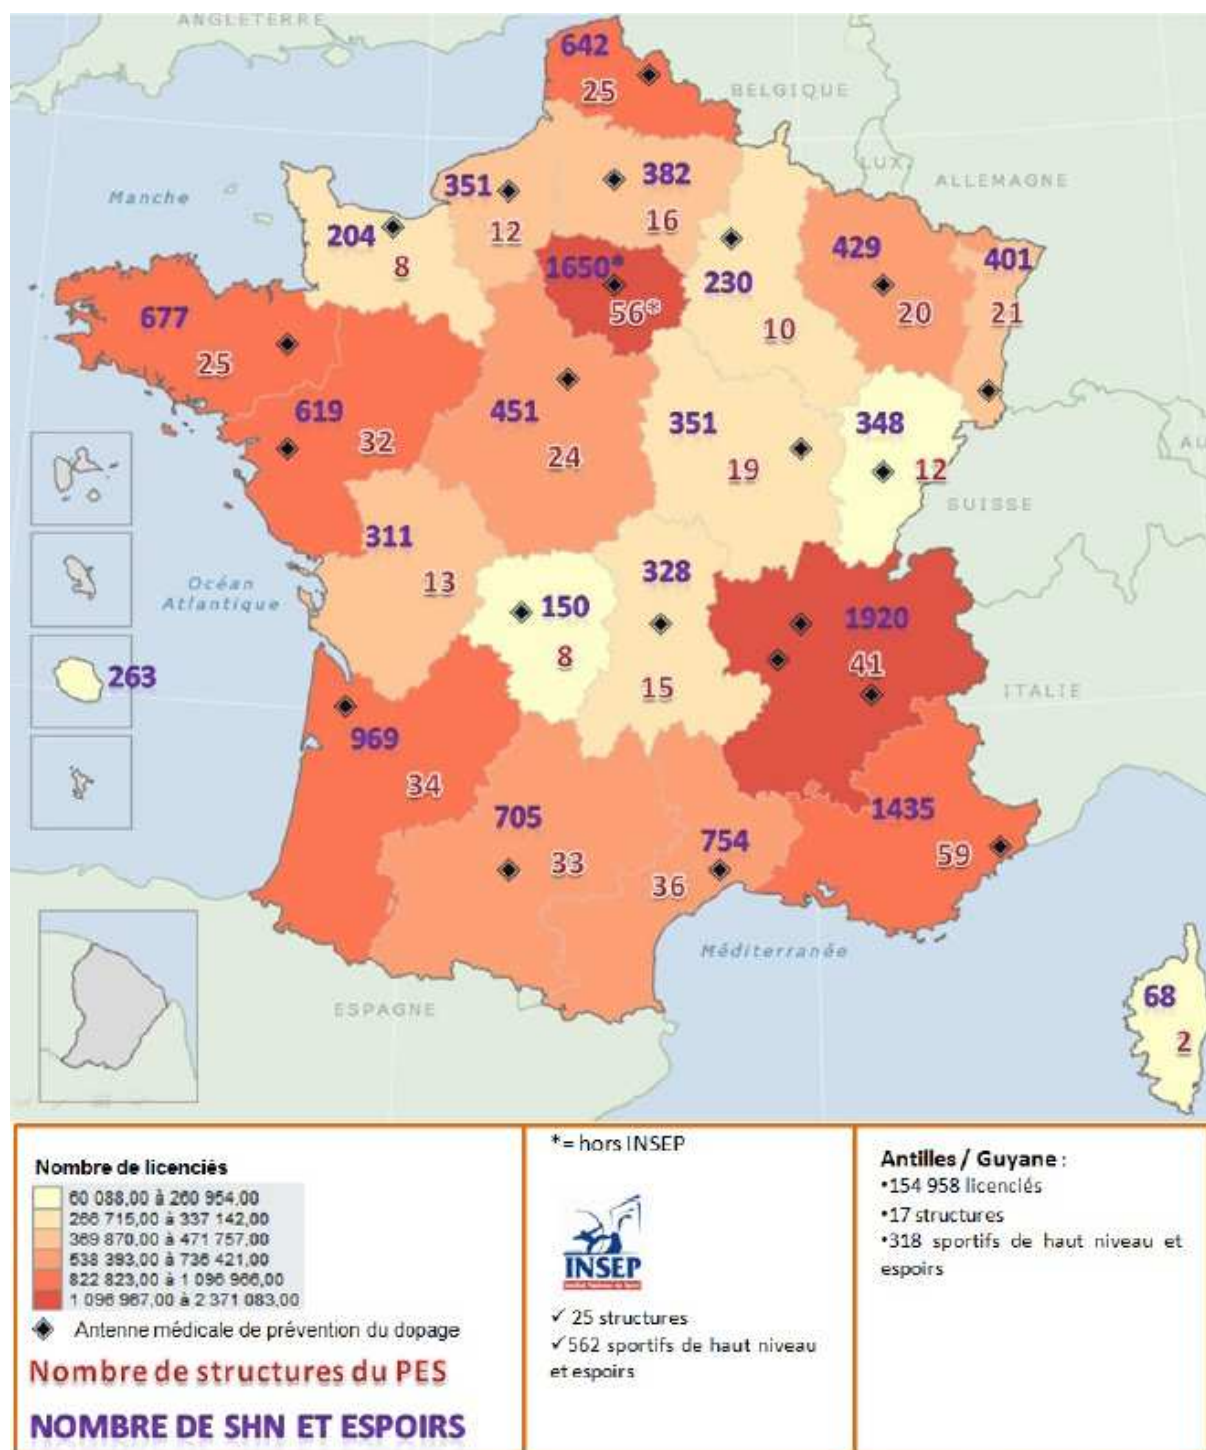 ANGLETERRE
642
25
BELGIQUE
LUX
ALLEMAGNE
Manche
351
382
12
16
204
8
1650*
56*
230
10
429
20
401
21
677
25
619
32
451
24
351
19
348
12
AU
SUISSE
311
13
Océan
Atlantique
150
8
328
15
1920
41
263
ITALIE
969
34
705
33
754
36
1435
59
Méditerranée
ESPAGNE
68
2
Nombre de licenciés
60 088,00 à 260 954,00
266 715,00 à 337 142,00
369 870,00 à 471 757,00
538 393,00 à 736 421,00
822 823,00 à 1 096 966,00
1 096 967,00 à 2 371 083,00
Antenne médicale de prévention du dopage
Nombre de structures du PES
NOMBRE DE SHN ET ESPOIRS
*= hors INSEP
INSEP
✓ 25 structures
✓562 sportifs de haut niveau
et espoirs
Antilles / Guyane :
•154 958 licenciés
•17 structures
•318 sportifs de haut niveau et
espoirs